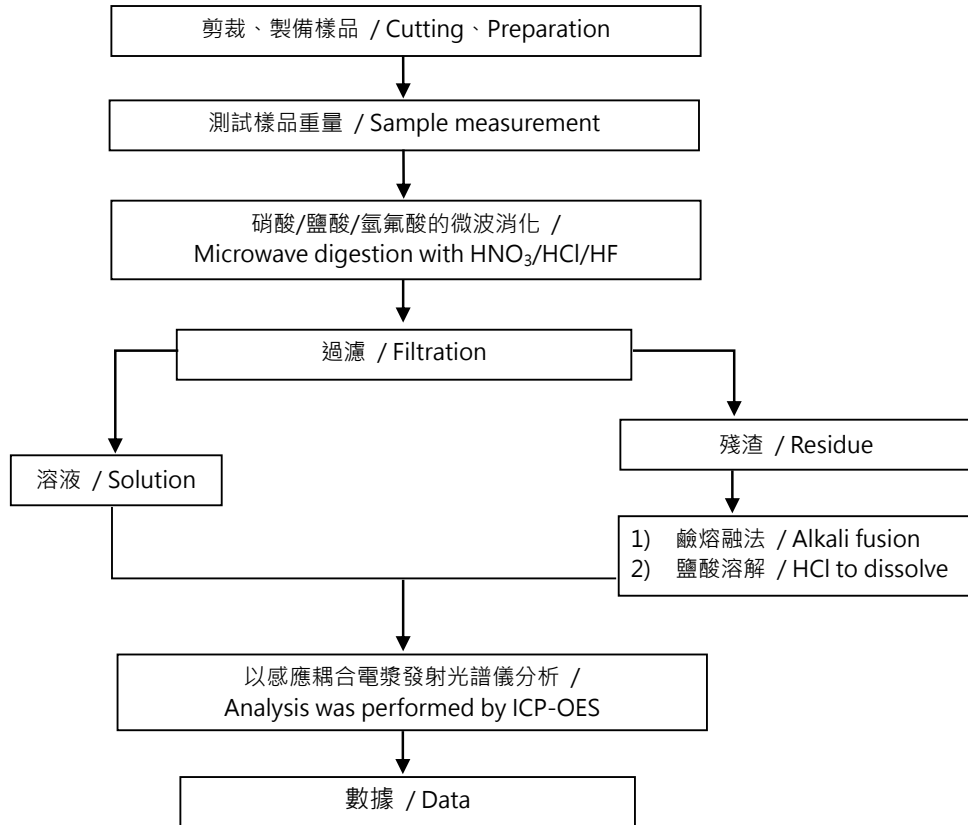 剪裁、製備樣品 / Cutting、Preparation
測試樣品重量 / Sample measurement
硝酸/鹽酸/氫氟酸的微波消化 /
Microwave digestion with HNO₃/HCl/HF
過濾 / Filtration
溶液 / Solution
殘渣 / Residue
1) 鹼熔融法 / Alkali fusion
2) 鹽酸溶解 / HCl to dissolve
以感應耦合電漿發射光譜儀分析 /
Analysis was performed by ICP-OES
數據 / Data